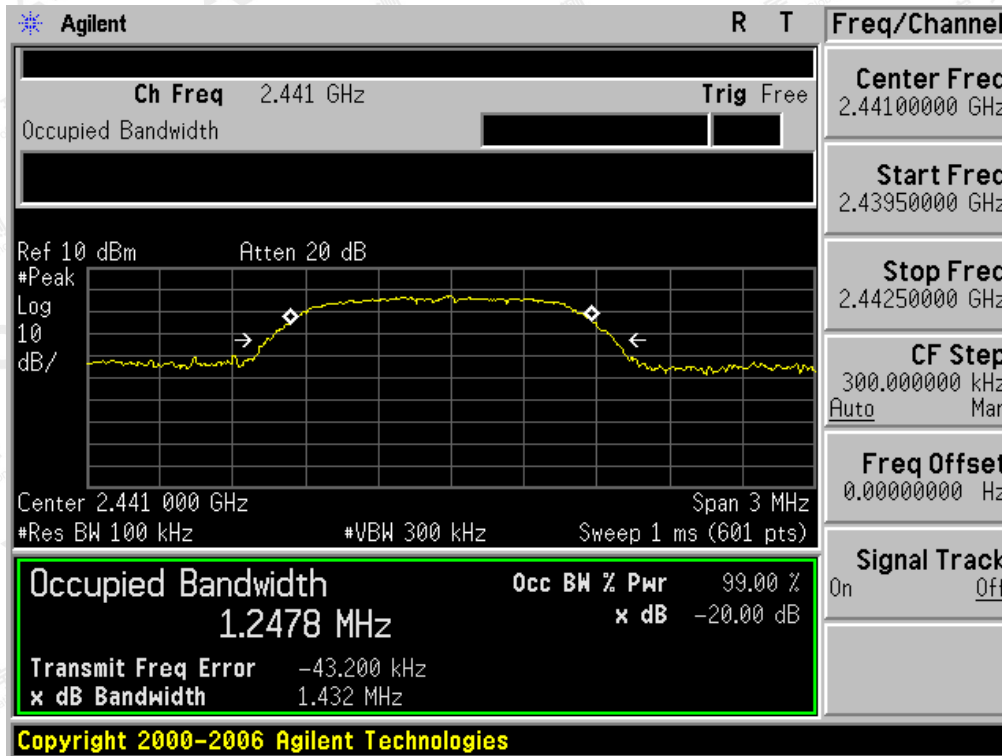 Agilent R T
Freq/Channel
Ch Freq 2.441 GHz Trig Free
Occupied Bandwidth
Ref 10 dBm Atten 20 dB
#Peak
Log
10
dB/
Center 2.441 000 GHz Span 3 MHz
#Res BW 100 kHz #VBW 300 kHz Sweep 1 ms (601 pts)
Occupied Bandwidth
1.2478 MHz
Occ BW % Pwr 99.00 %
x dB -20.00 dB
Transmit Freq Error -43.200 kHz
x dB Bandwidth 1.432 MHz
Copyright 2000-2006 Agilent Technologies
Center Freq
2.44100000 GHz
Start Freq
2.43950000 GHz
Stop Freq
2.44250000 GHz
CF Step
300.000000 kHz
Auto Man
Freq Offset
0.00000000 Hz
Signal Track
On Off